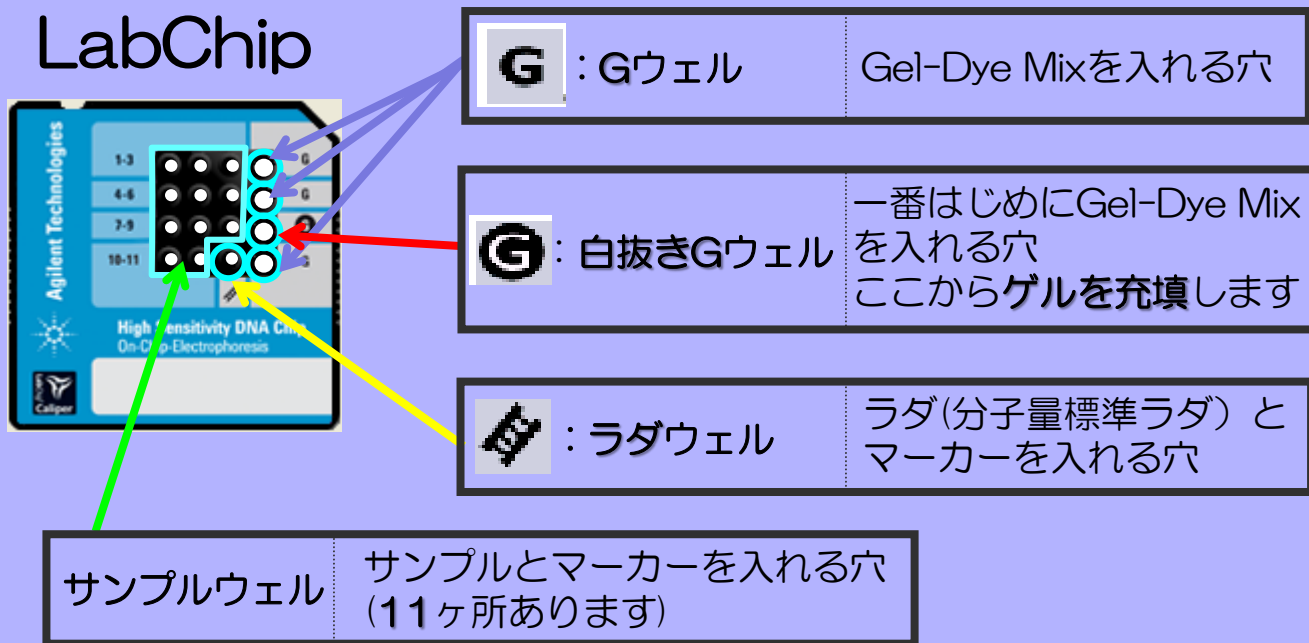 LabChip
G
：Gウェル
Gel-Dye Mixを入れる穴
Agilent Technologies
1-3
G
4-6
G
7-9
10-11
G
High Sensitivity DNA Chip
On-Chip-Electrophoresis
Caliper
G
：白抜きGウェル
一番はじめにGel-Dye Mix
を入れる穴
ここからゲルを充填します
：ラダウェル
ラダ(分子量標準ラダ）と
マーカーを入れる穴
サンプルウェル
サンプルとマーカーを入れる穴
(11ヶ所あります)